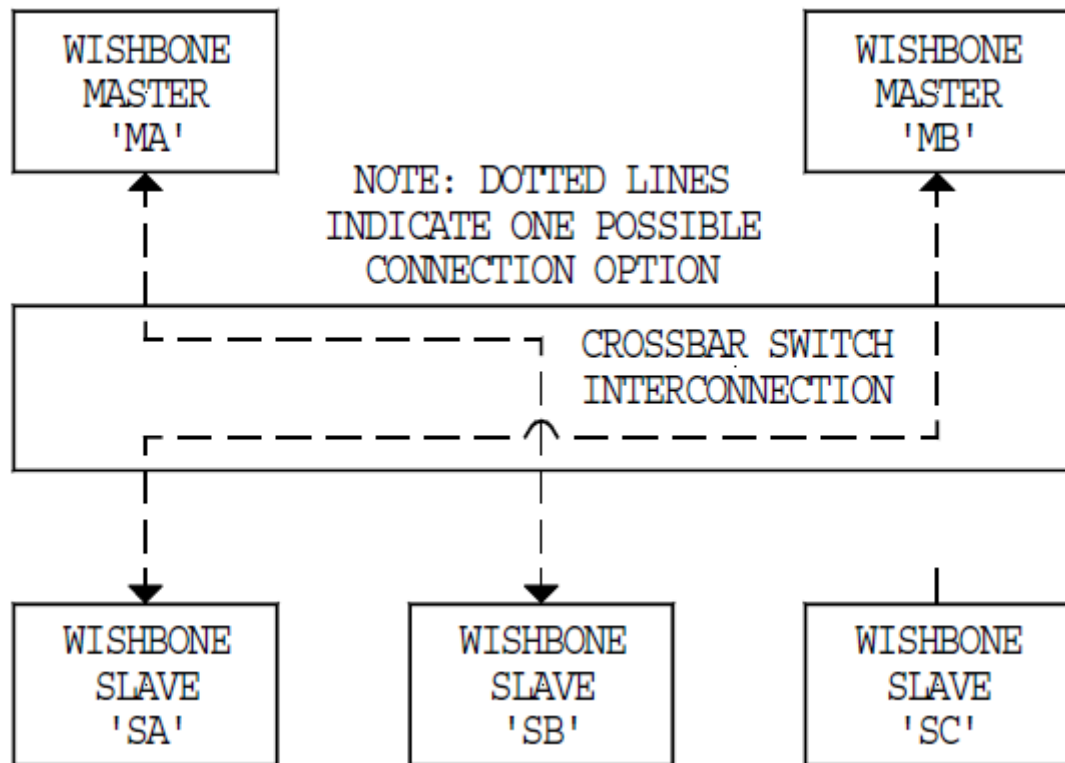 WISHBONE
MASTER
'MA'
WISHBONE
MASTER
'MB'
NOTE: DOTTED LINES
INDICATE ONE POSSIBLE
CONNECTION OPTION
CROSSBAR SWITCH
INTERCONNECTION
WISHBONE
SLAVE
'SA'
WISHBONE
SLAVE
'SB'
WISHBONE
SLAVE
'SC'